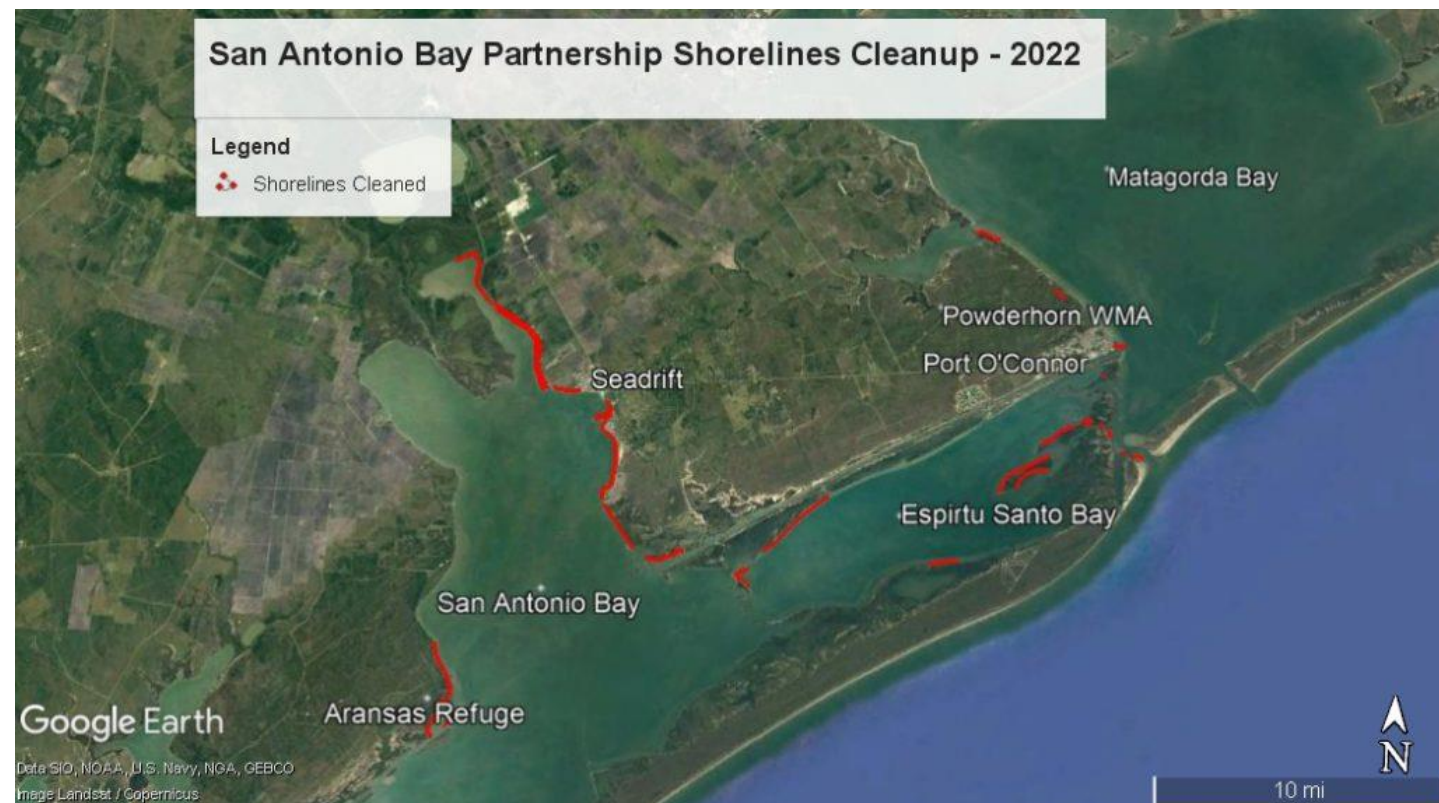 San Antonio Bay Partnership Shorelines Cleanup - 2022
Legend
Shorelines Cleaned
Matagorda Bay
Powderhorn WMA
Port O'Connor
Seadrift
Espirtu Santo Bay
San Antonio Bay
Aransas Refuge
Google Earth
Data SIO, NOAA, U.S. Navy, NGA, GEBCO
Image Landsat / Copernicus
N
10 mi